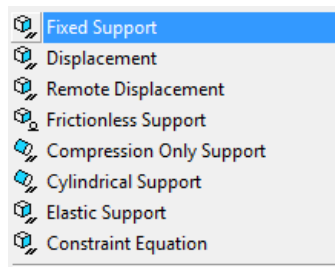 Fixed Support
Displacement
Remote Displacement
Frictionless Support
Compression Only Support
Cylindrical Support
Elastic Support
Constraint Equation